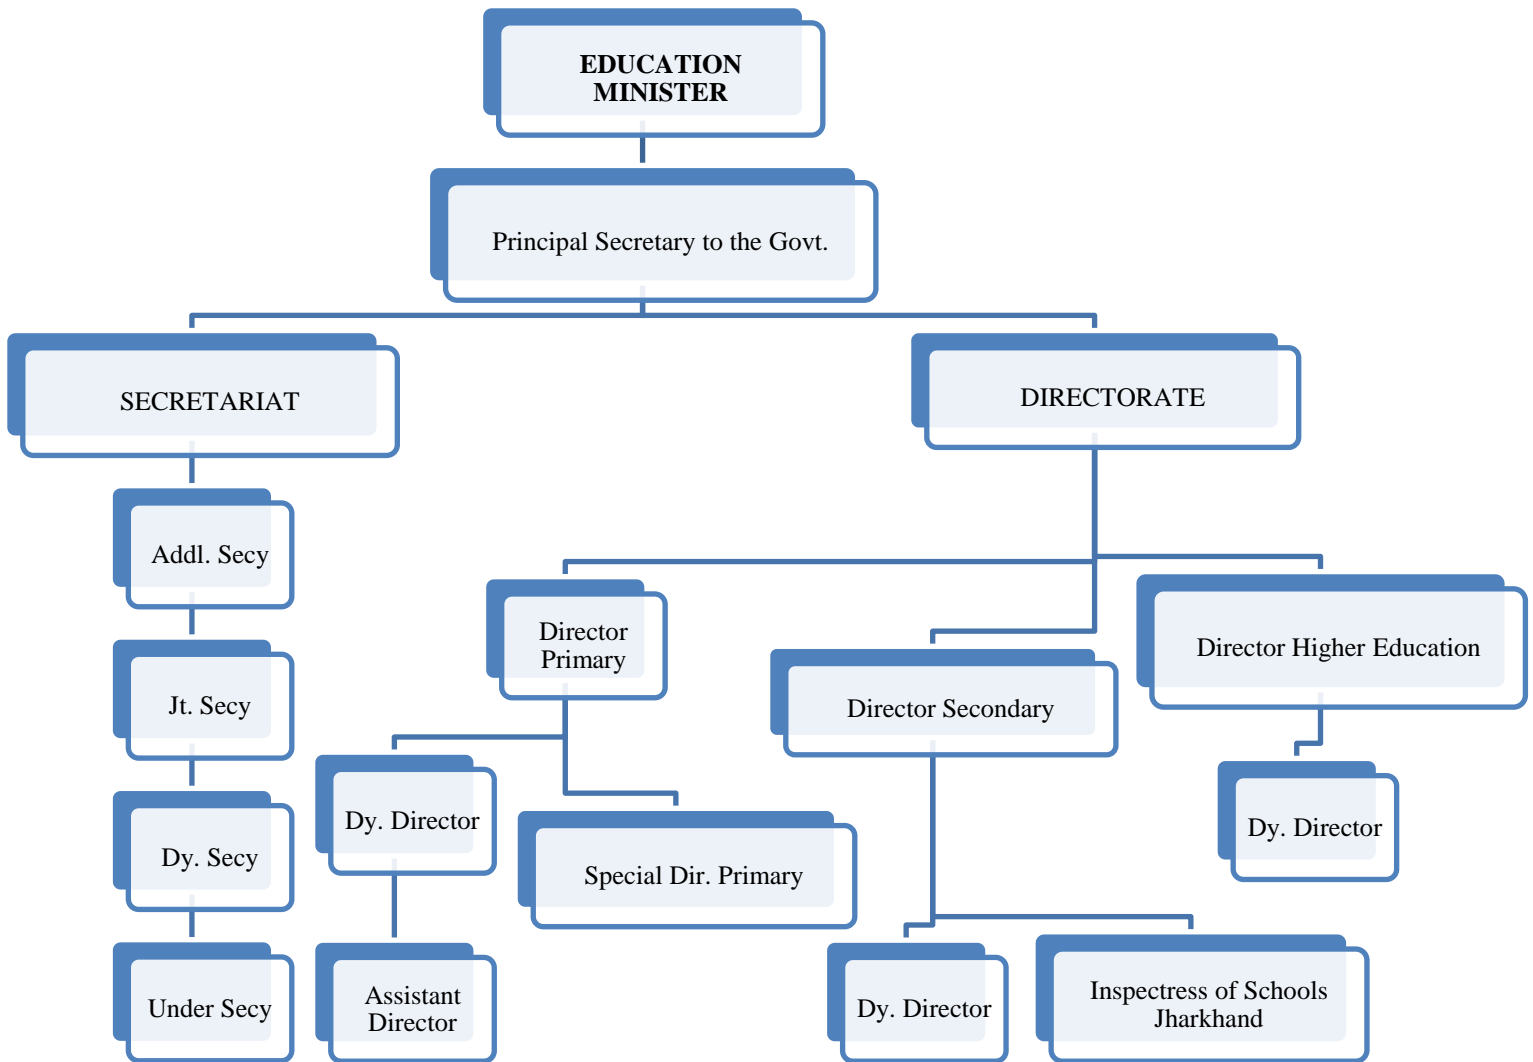 EDUCATION
MINISTER
Principal Secretary to the Govt.
SECRETARIAT
DIRECTORATE
Addl. Secy
Director
Primary
Director Higher Education
Jt. Secy
Director Secondary
Dy. Director
Dy. Director
Dy. Secy
Special Dir. Primary
Under Secy
Assistant
Director
Dy. Director
Inspectress of Schools
Jharkhand